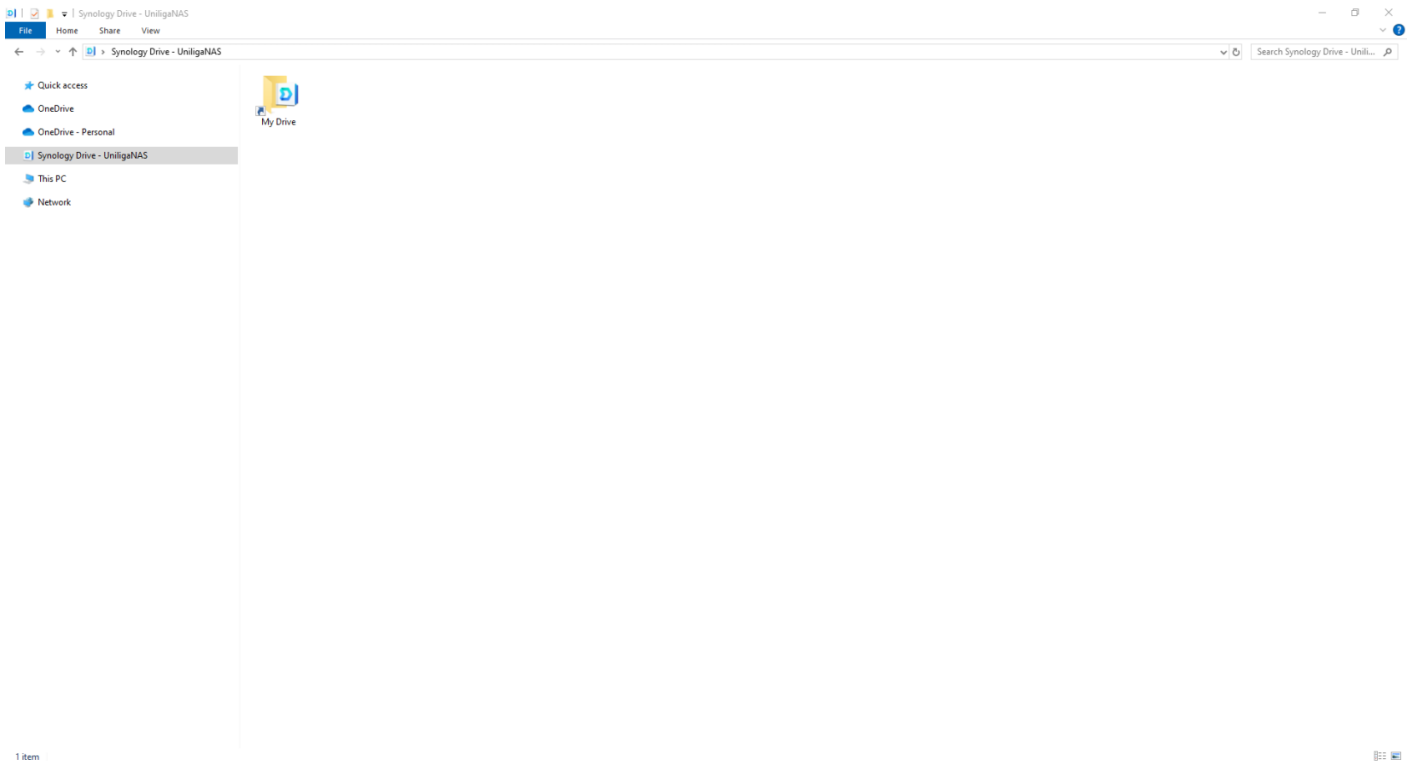 Synology Drive - UniligaNAS
File Home Share View
Synology Drive - UniligaNAS
Search Synology Drive - Unili...
Quick access
OneDrive
OneDrive - Personal
Synology Drive - UniligaNAS
This PC
Network
My Drive
1 item